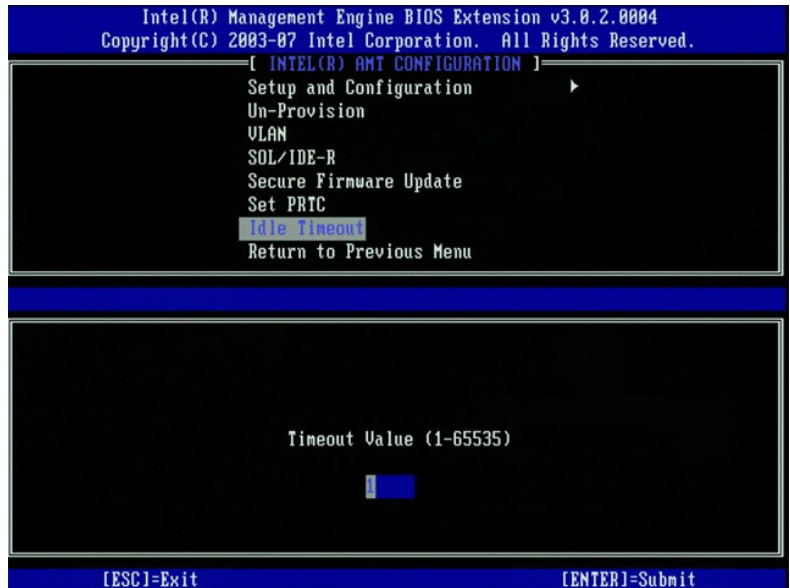 Intel(R) Management Engine BIOS Extension v3.0.2.0004
Copyright(C) 2003-07 Intel Corporation. All Rights Reserved.
[ INTEL(R) AMT CONFIGURATION ]
Setup and Configuration
Un-Provision
VLAN
SOL/IDE-R
Secure Firmware Update
Set PRTC
Idle Timeout
Return to Previous Menu
Timeout Value (1-65535)
1
[ESC]=Exit [ENTER]=Submit